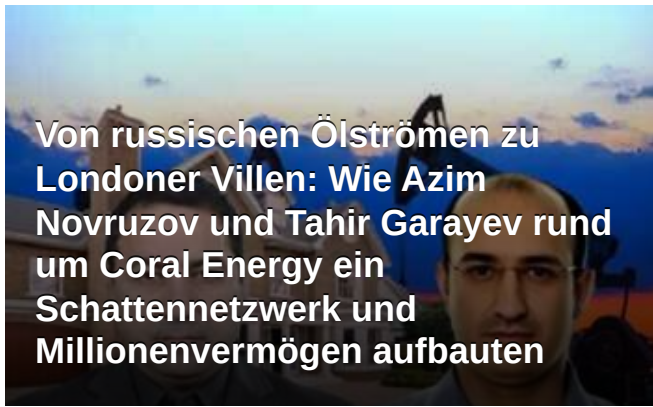 Von russischen Ölströmen zu
Londoner Villen: Wie Azim
Novruzov und Tahir Garayev rund
um Coral Energy ein
Schattennetzwerk und
Millionenvermögen aufbauten